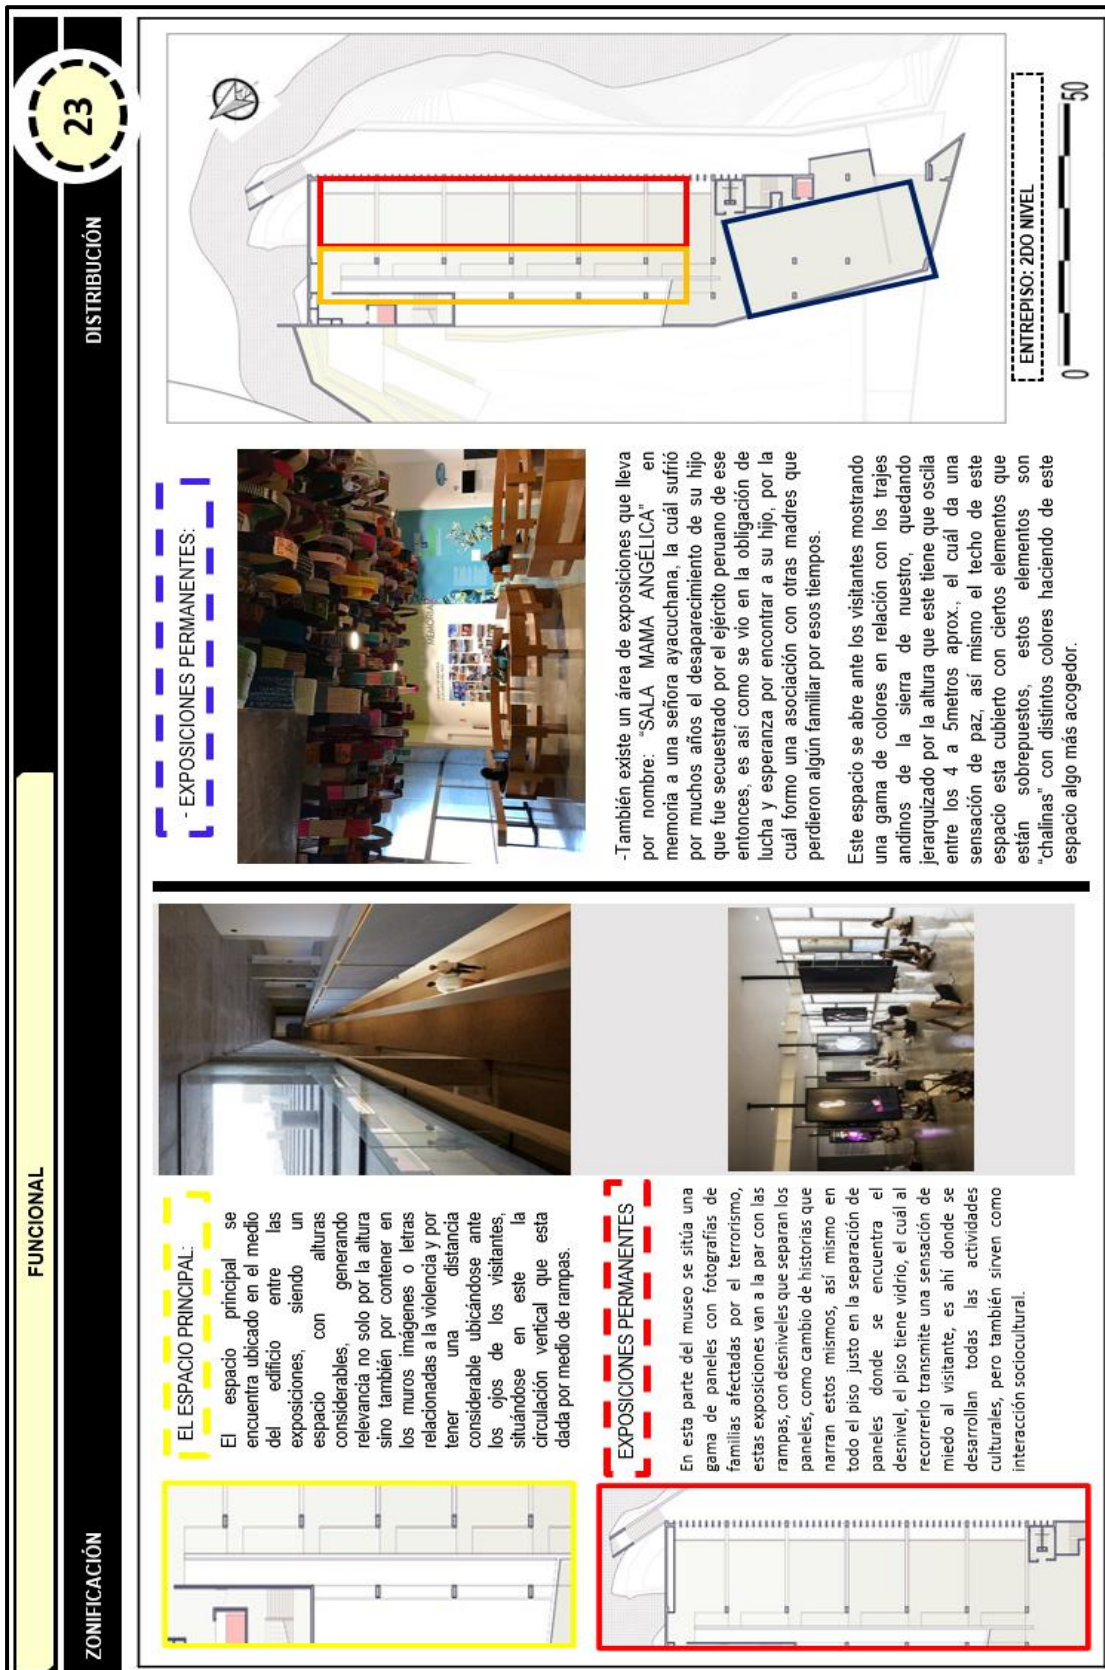 FUNCIONAL
ZONIFICACIÓN
DISTRIBUCIÓN
23
EL ESPACIO PRINCIPAL:
El espacio principal se
encuentra ubicado en el medio
del edificio entre las
exposiciones, siendo un
espacio con alturas
considerables, generando
relevancia no solo por la altura
sino también por contener en
los muros imágenes o letras
relacionadas a la violencia y por
tener una distancia
considerable ubicándose ante
los ojos de los visitantes,
situándose en este la
circulación vertical que esta
dada por medio de rampas.
EXPOSICIONES PERMANENTES
En esta parte del museo se sitúa una
gama de paneles con fotografías de
familias afectadas por el terrorismo,
estas exposiciones van a la par con las
rampas, con desniveles que separan los
paneles, como cambio de historias que
narran estos mismos, así mismo en
todo el piso justo en la separación de
paneles donde se encuentra el
desnivel, el piso tiene vidrio, el cuál al
recorrerlo transmite una sensación de
miedo al visitante, es ahí donde se
desarrollan todas las actividades
culturales, pero también sirven como
interacción sociocultural.
- EXPOSICIONES PERMANENTES:
MEMORIA
-También existe un área de exposiciones que lleva
por nombre: “SALA MAMA ANGÉLICA” en
memoria a una señora ayacuchana, la cuál sufrió
por muchos años el desaparecimiento de su hijo
que fue secuestrado por el ejército peruano de ese
entonces, es así como se vio en la obligación de
lucha y esperanza por encontrar a su hijo, por la
cuál formo una asociación con otras madres que
perdieron algún familiar por esos tiempos.
Este espacio se abre ante los visitantes mostrando
una gama de colores en relación con los trajes
andinos de la sierra de nuestro, quedando
jerarquizado por la altura que este tiene que oscila
entre los 4 a 5metros aprox., el cuál da una
sensación de paz, así mismo el techo de este
espacio esta cubierto con ciertos elementos que
están sobrepuestos, estos elementos son
“chalinas” con distintos colores haciendo de este
espacio algo más acogedor.
ENTREPISO: 2DO NIVEL
0
50